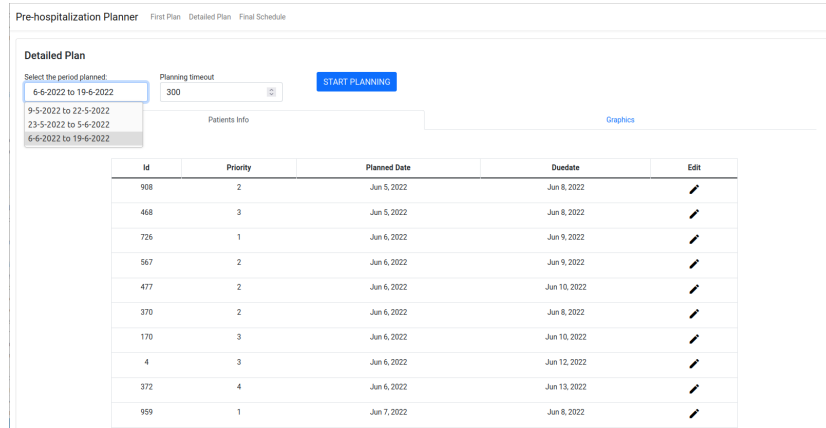 Pre-hospitalization Planner First Plan Detailed Plan Final Schedule
Detailed Plan
Select the period planned: Planning timeout
6-6-2022 to 19-6-2022 300 START PLANNING
9-5-2022 to 22-5-2022
23-5-2022 to 5-6-2022
6-6-2022 to 19-6-2022
Patients Info Graphics
Id Priority Planned Date Duedate Edit
908 2 Jun 5, 2022 Jun 8, 2022
468 3 Jun 5, 2022 Jun 8, 2022
726 1 Jun 6, 2022 Jun 9, 2022
567 2 Jun 6, 2022 Jun 9, 2022
477 2 Jun 6, 2022 Jun 10, 2022
370 2 Jun 6, 2022 Jun 8, 2022
170 3 Jun 6, 2022 Jun 10, 2022
4 3 Jun 6, 2022 Jun 12, 2022
372 4 Jun 6, 2022 Jun 13, 2022
959 1 Jun 7, 2022 Jun 8, 2022